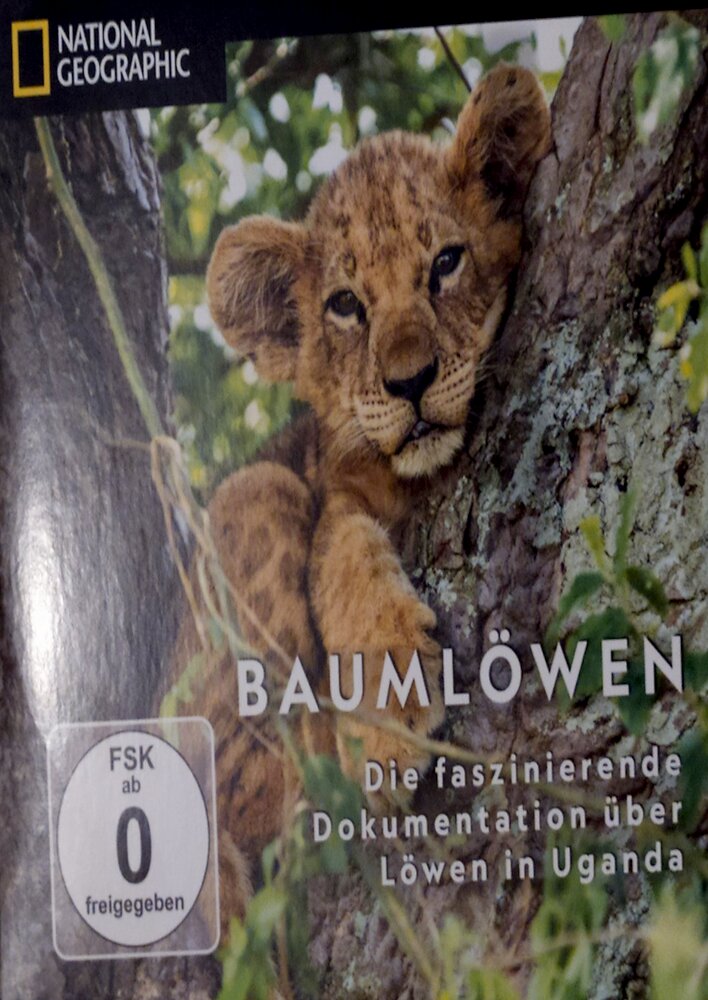 NATIONAL
GEOGRAPHIC
BAUMLÖWEN
Die faszinierende
Dokumentation über
Löwen in Uganda
FSK
ab
0
freigegeben